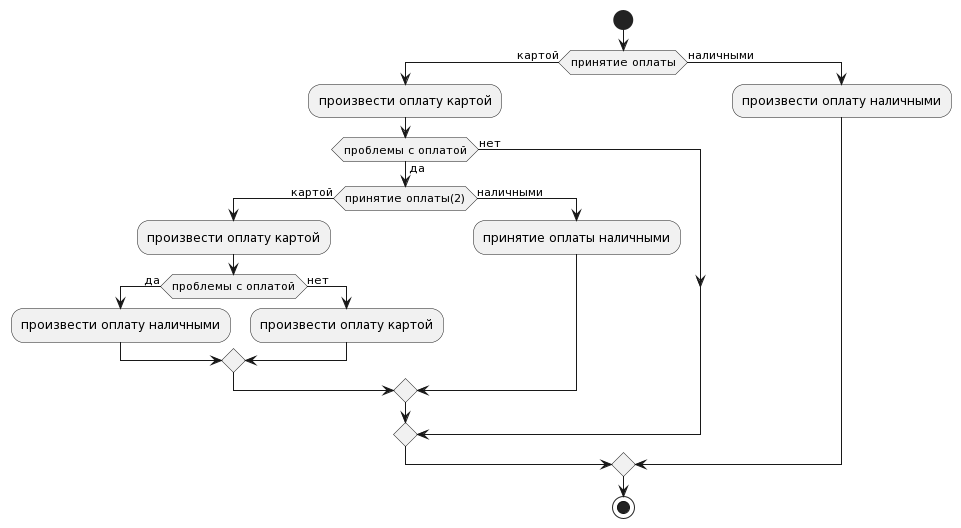 картой
принятие оплаты
наличными
произвести оплату картой
произвести оплату наличными
проблемы с оплатой
нет
да
картой
принятие оплаты(2)
наличными
произвести оплату картой
принятие оплаты наличными
да
проблемы с оплатой
нет
произвести оплату наличными
произвести оплату картой